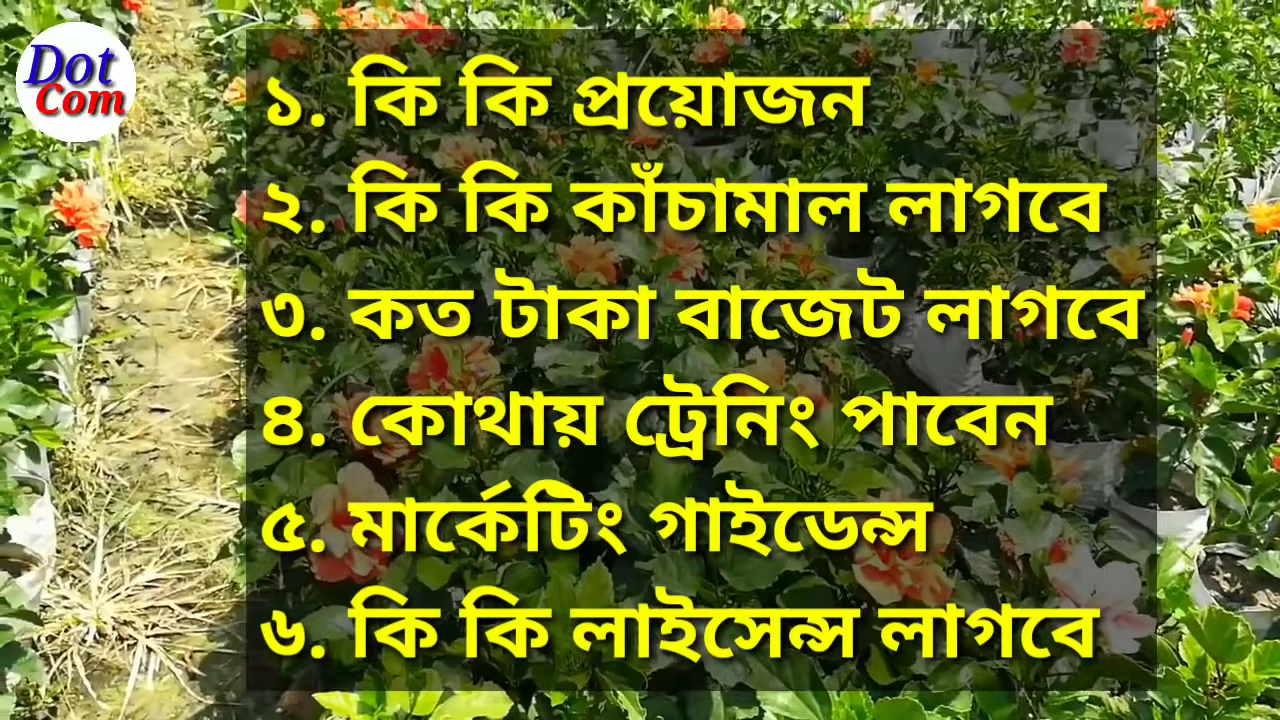 Dot
Com
১. কি কি প্রয়োজন
২. কি কি কাঁচামাল লাগবে
৩. কত টাকা বাজেট লাগবে
৪. কোথায় ট্রেনিং পাবেন
৫. মার্কেটিং গাইডেন্স
৬. কি কি লাইসেন্স লাগবে